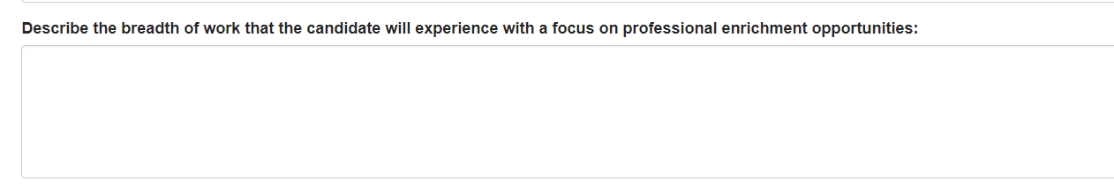 Describe the breadth of work that the candidate will experience with a focus on professional enrichment opportunities: